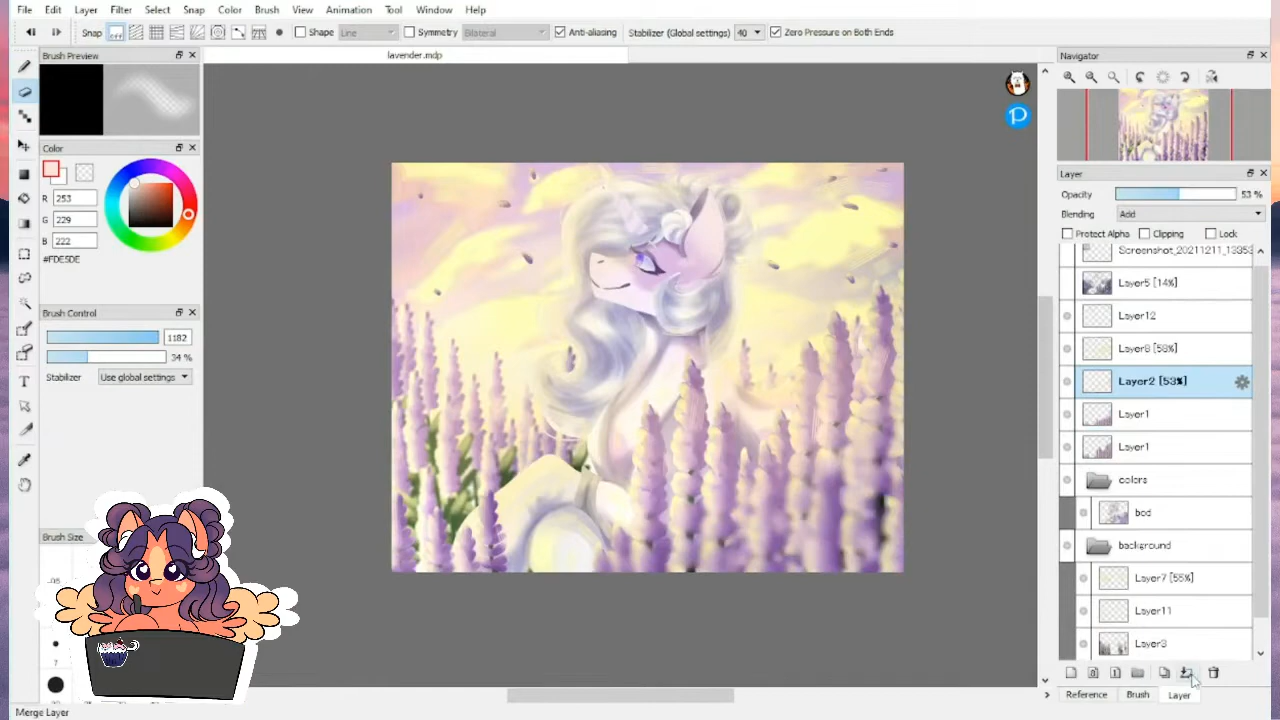 File Edit Layer Filter Select Snap Color Brush View Animation Tool Window Help
Snap Shape Line Symmetry Bilateral Anti-aliasing Stabilizer (Global settings) 40 Zero Pressure on Both Ends
Brush Preview
lavender.mdp
Navigator
Color
R 253
G 229
B 222
#FDE5DE
Layer
Opacity 53 %
Blending Add
Protect Alpha Clipping Lock
Screenshot_20211211_13353
Layer5 [14%]
Layer12
Layer8 [58%]
Layer2 [53%]
Layer1
Layer1
colors
bod
background
Layer7 [55%]
Layer11
Layer3
Brush Control
1182
34 %
Stabilizer Use global settings
Brush Size
7
Reference Brush Layer
Merge Layer